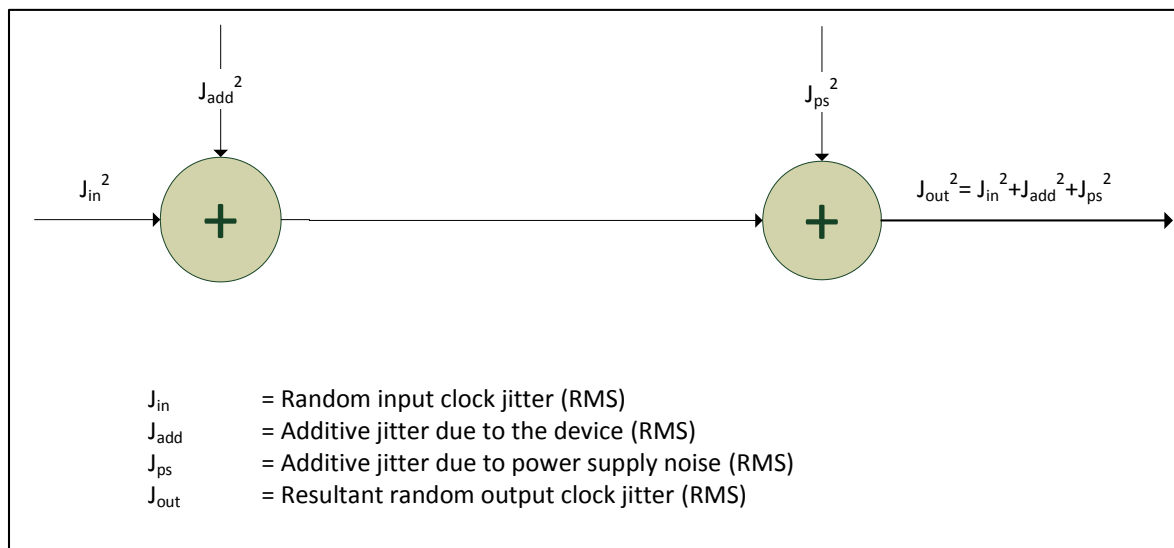 J_add^2
J_ps^2
J_in^2
J_out^2= J_in^2+J_add^2+J_ps^2
+
+
J_in = Random input clock jitter (RMS)
J_add = Additive jitter due to the device (RMS)
J_ps = Additive jitter due to power supply noise (RMS)
J_out = Resultant random output clock jitter (RMS)